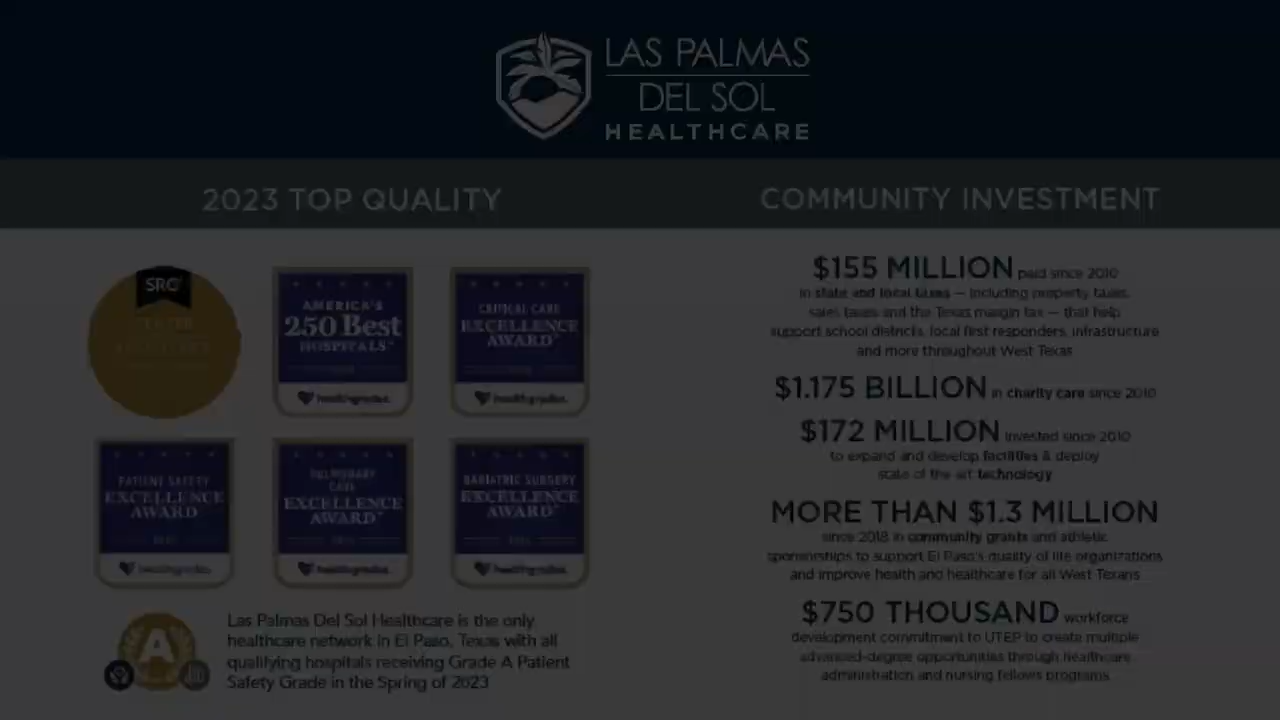 LAS PALMAS
DEL SOL
HEALTHCARE
2023 TOP QUALITY
COMMUNITY INVESTMENT
SRC
AMERICA'S
250 Best
HOSPITALS™
healthgrades
CRITICAL CARE
EXCELLENCE
AWARD™
healthgrades
PATIENT SAFETY
EXCELLENCE
AWARD
healthgrades
PULMONARY
CARE
EXCELLENCE
AWARD™
healthgrades
BARIATRIC SURGERY
EXCELLENCE
AWARD™
healthgrades
A
Las Palmas Del Sol Healthcare is the only
healthcare network in El Paso, Texas with all
qualifying hospitals receiving Grade A Patient
Safety Grade in the Spring of 2023
$155 MILLION paid since 2010
in state and local taxes — including property taxes,
sales taxes and the Texas margin tax — that help
support school districts, local first responders, infrastructure
and more throughout West Texas
$1.175 BILLION in charity care since 2010
$172 MILLION invested since 2010
to expand and develop facilities & deploy
state of the art technology
MORE THAN $1.3 MILLION
since 2018 in community grants and athletic
sponsorships to support El Paso's quality of life organizations
and improve health and healthcare for all West Texans
$750 THOUSAND workforce
development commitment to UTEP to create multiple
advanced-degree opportunities through healthcare
administration and nursing fellows programs